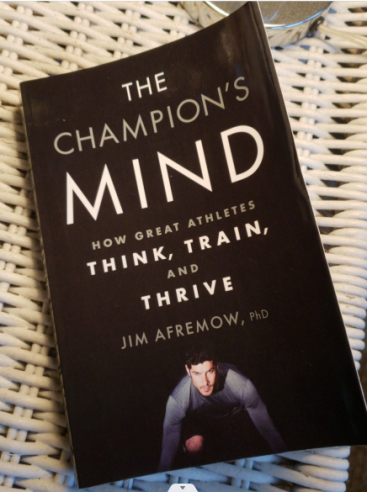 THE
CHAMPION'S
MIND
HOW GREAT ATHLETES
THINK, TRAIN,
AND
THRIVE
JIM AFREMOW, PhD